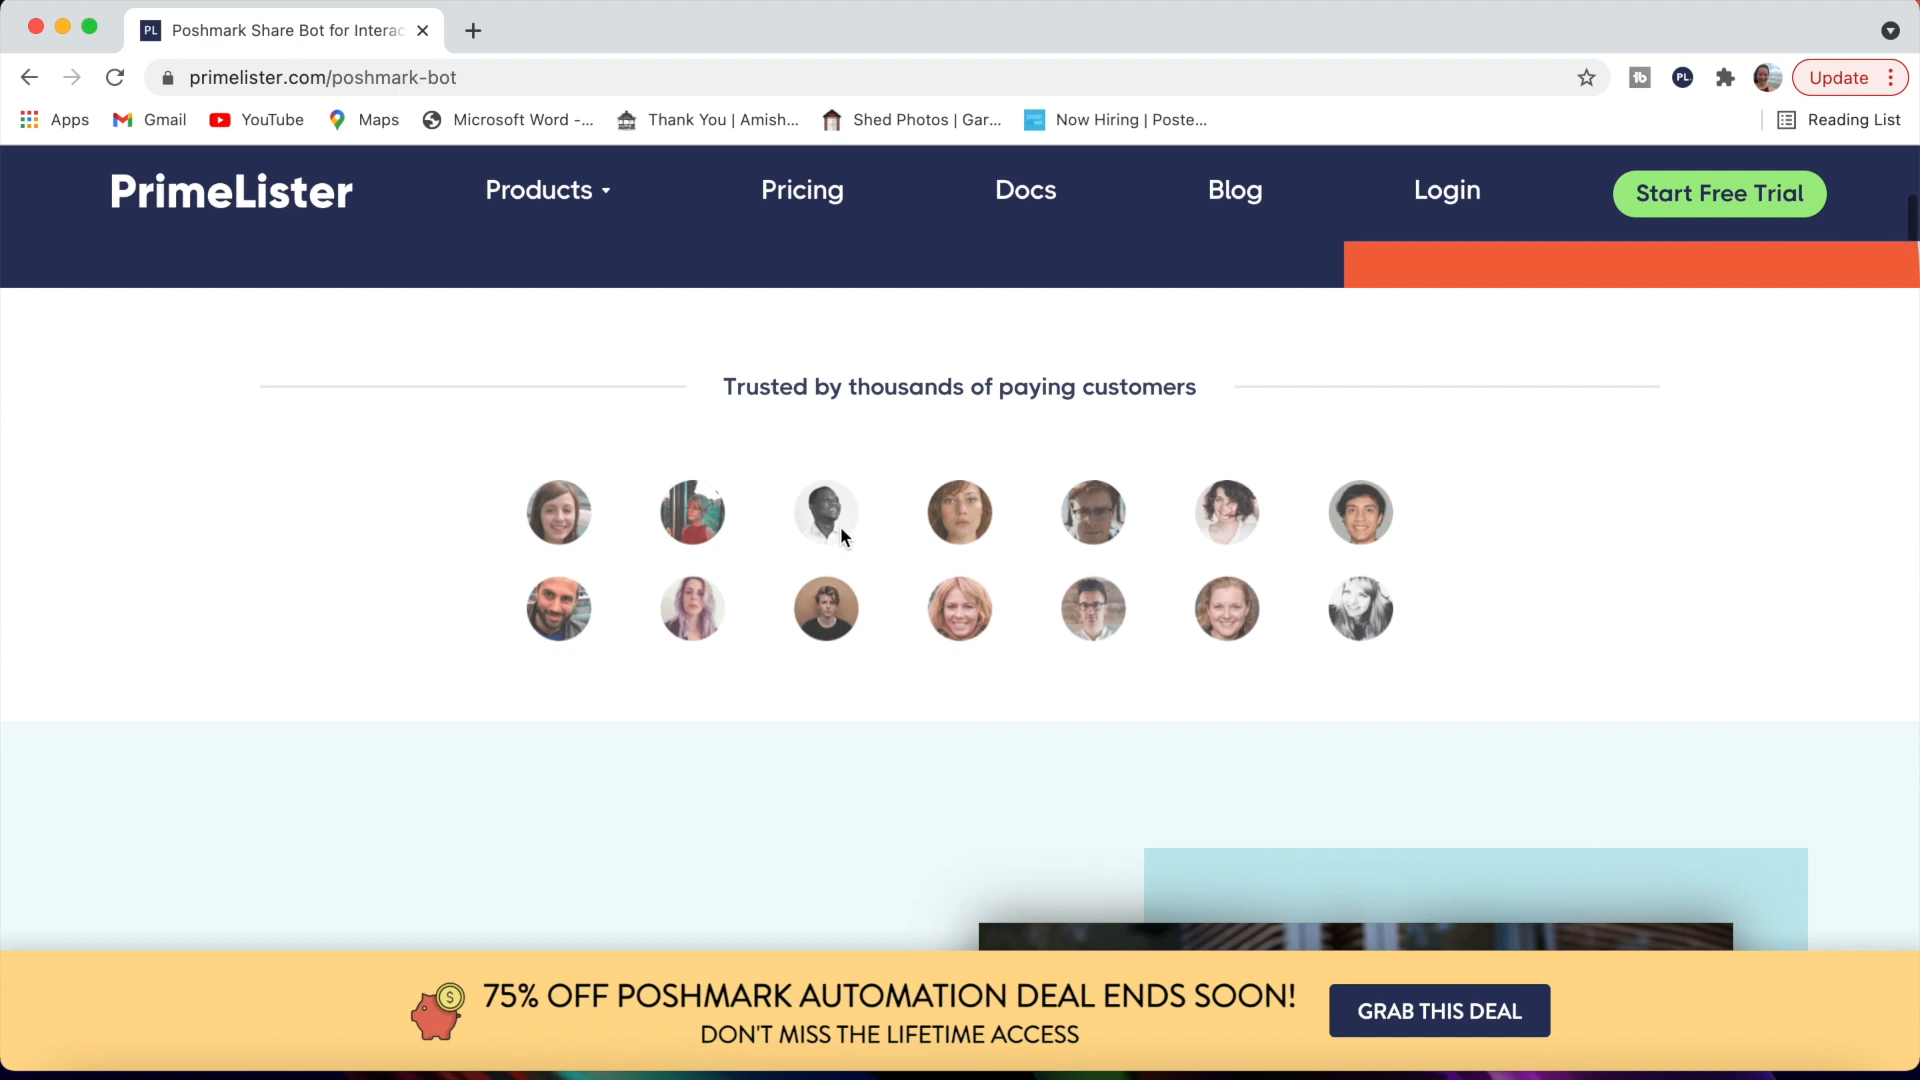 PL Poshmark Share Bot for Interac
primelister.com/poshmark-bot
tb PL Update
Apps Gmail YouTube Maps Microsoft Word -... Thank You | Amish... Shed Photos | Gar... Now Hiring | Poste... Reading List
PrimeLister Products Pricing Docs Blog Login Start Free Trial
Trusted by thousands of paying customers
75% OFF POSHMARK AUTOMATION DEAL ENDS SOON!
DON'T MISS THE LIFETIME ACCESS
GRAB THIS DEAL